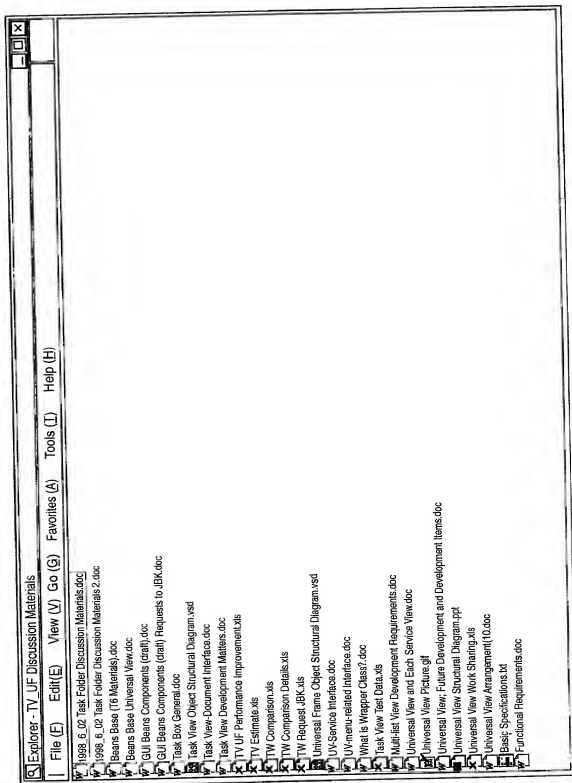 Explorer - TV_UF Discussion Materials
File (F) Edit(E) View (V) Go (G) Favorites (A) Tools (T) Help (H)
1998_6_02 Task Folder Discussion Materials.doc
1998_6_02 Task Folder Discussion Materials 2.doc
Beans Base (T6 Materials).doc
Beans Base Universal View.doc
GUI Beans Components (draft).doc
GUI Beans Components (draft) Requests to JBK.doc
Task Box General.doc
Task View Object Structural Diagram.vsd
Task View-Document Interface.doc
Task View Development Matters.doc
TV UF Performance Improvement.xls
TV Estimate.xls
TW Comparison.xls
TW Comparison Details.xls
TW Request JBK.xls
Universal Frame Object Structural Diagram.vsd
UV-Service Interface.doc
UV-menu-related Interface.doc
What is Wrapper Class?.doc
Task View Test Data.xls
Multi-list View Development Requirements.doc
Universal View and Each Service View.doc
Universal View Picture.gif
Universal View; Future Development and Development Items.doc
Universal View Structural Diagram.ppt
Universal View Work Sharing.xls
Universal View Arrangement(10.doc
Basic Specifications.txt
Functional Requirements.doc